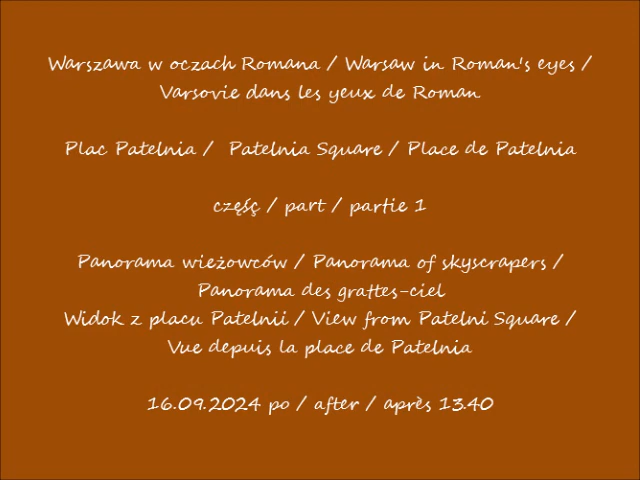 Warszawa w oczach Romana / Warsaw in Roman's eyes /
Varsovie dans les yeux de Roman
Plac Patelnia / Patelnia Square / Place de Patelnia
częśç / part / partie 1
Panorama wieżowców / Panorama of skyscrapers /
Panorama des grattes-ciel
Widok z placu Patelnii / View from Patelni Square /
Vue depuis la place de Patelnia
16.09.2024 po / after / après 13.40